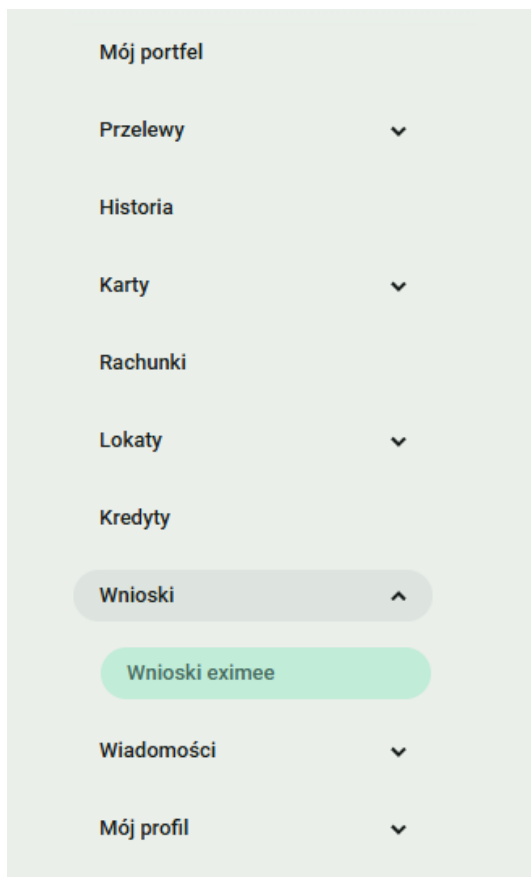 Mój portfel
Przelewy
Historia
Karty
Rachunki
Lokaty
Kredyty
Wnioski
Wnioski eximee
Wiadomości
Mój profil